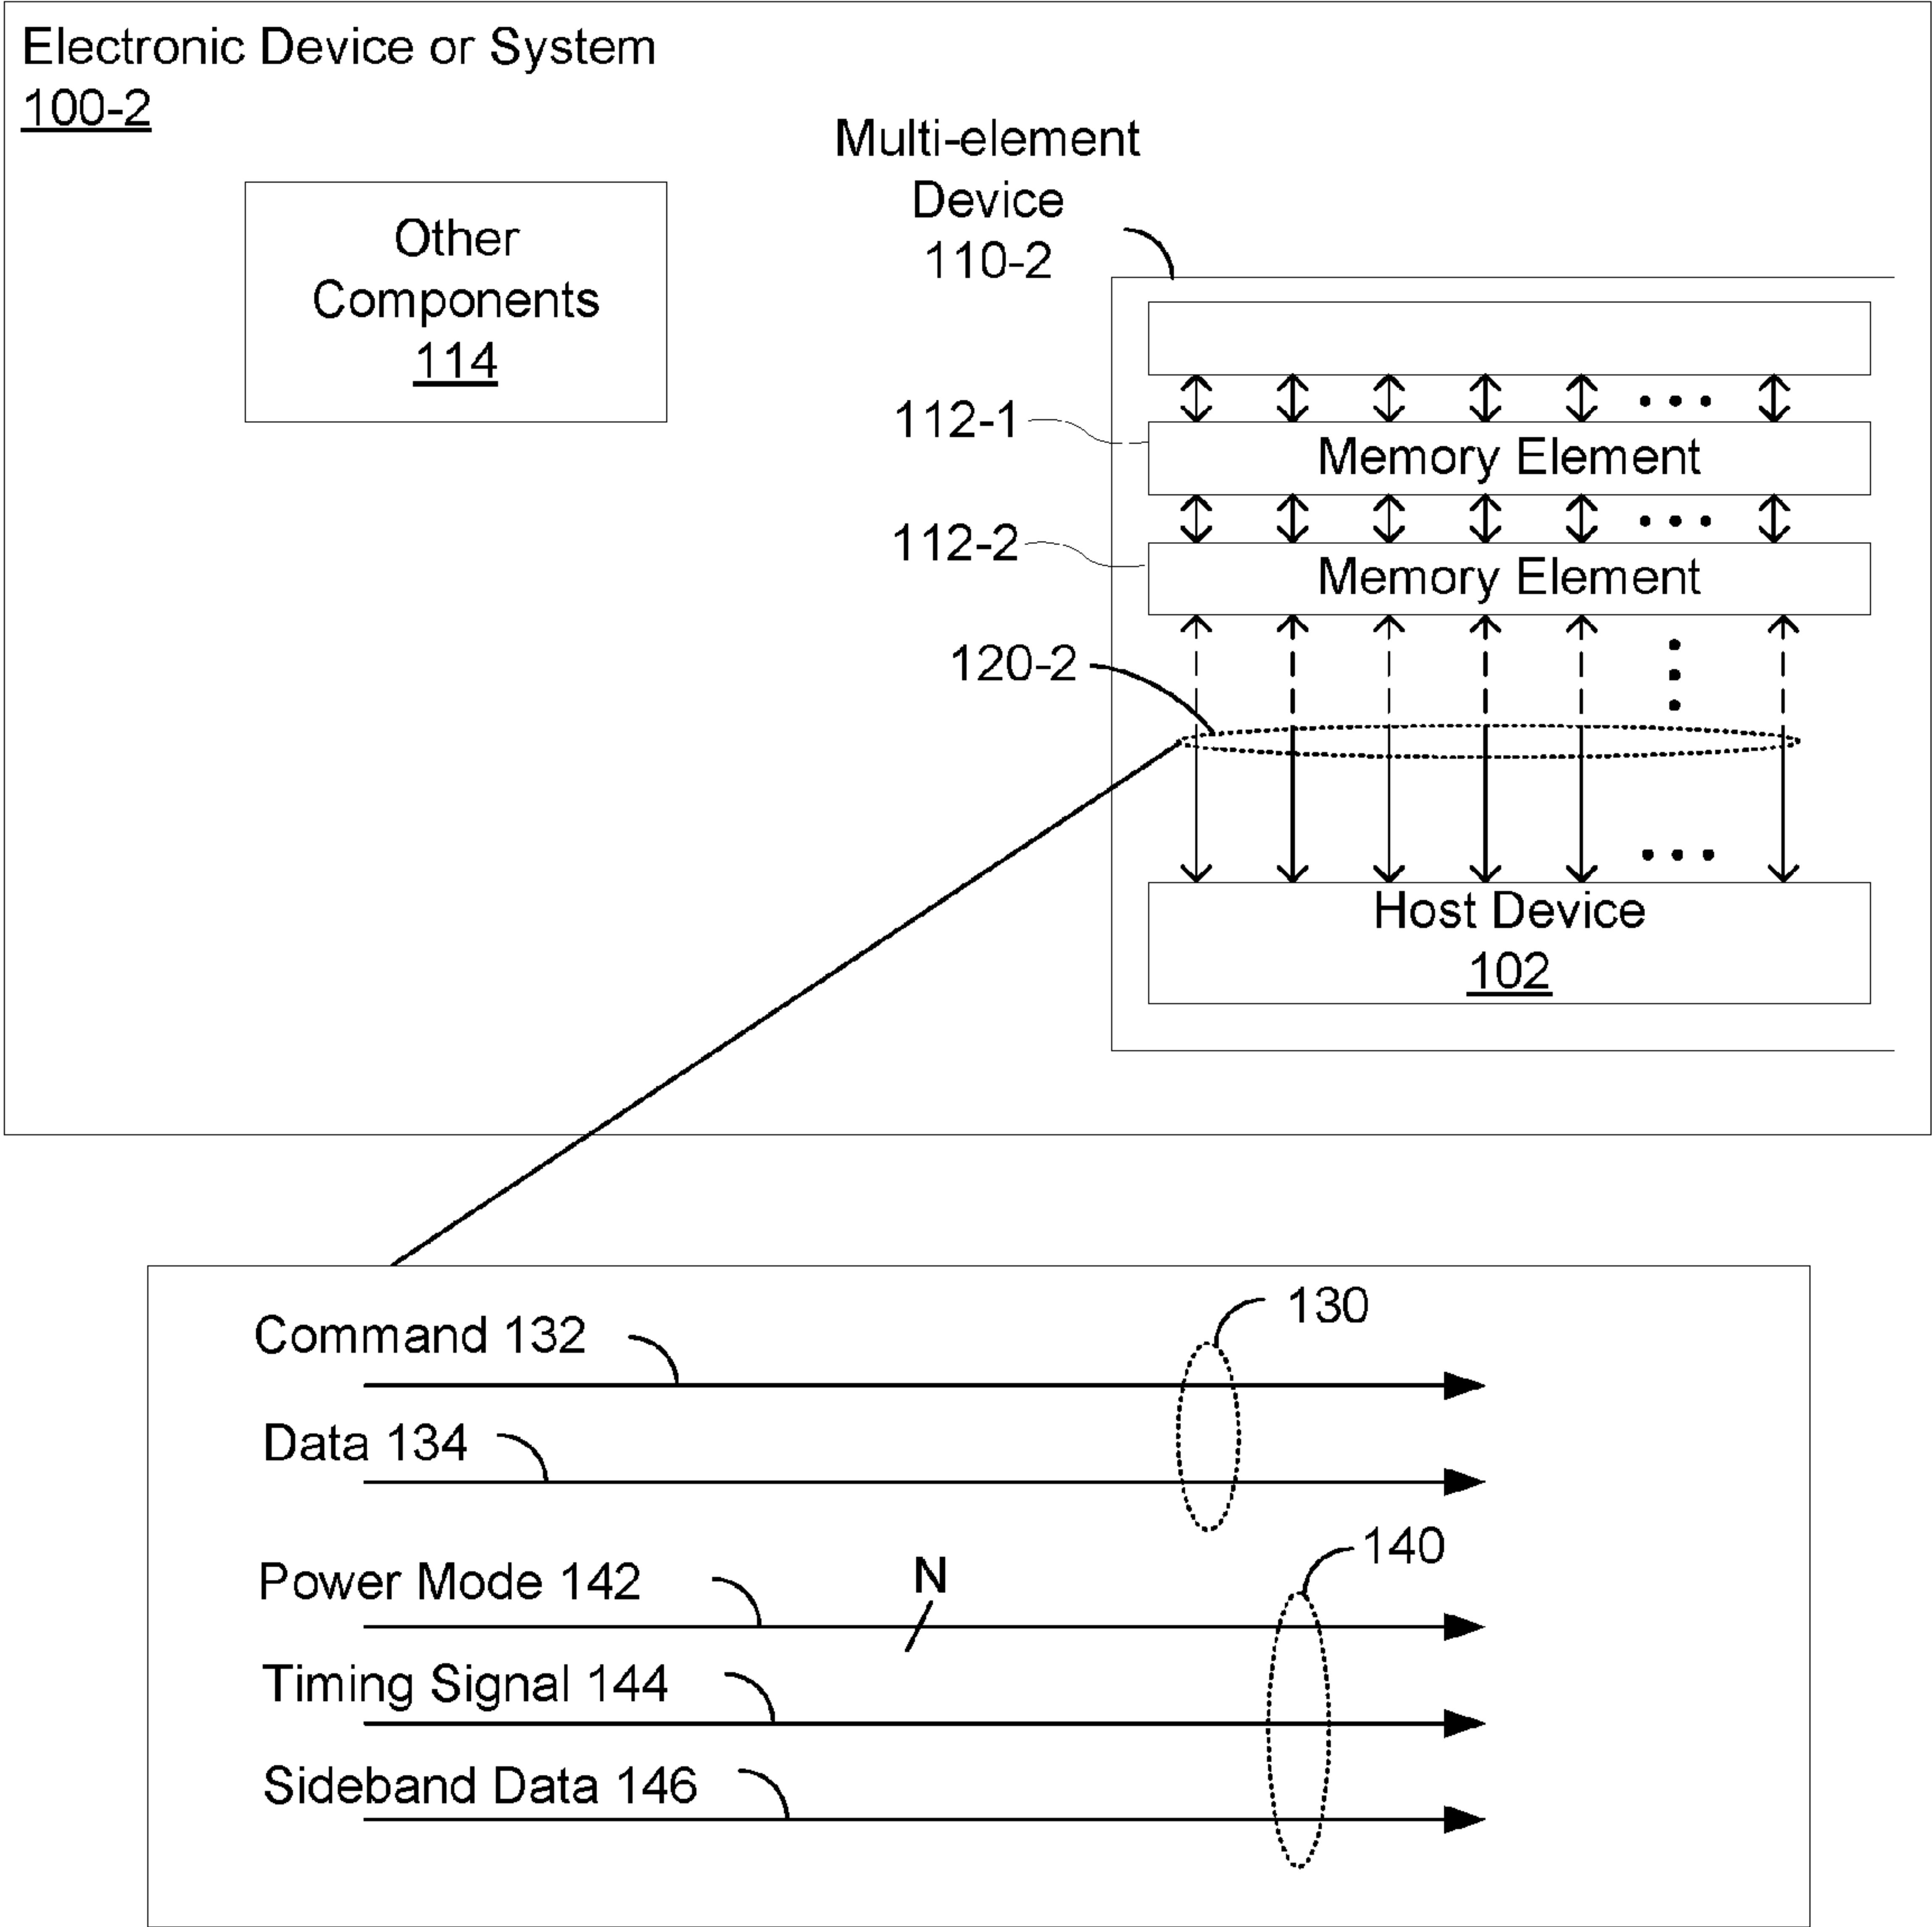 Electronic Device or System
100-2
Multi-element
Device
110-2
Other
Components
114
112-1
Memory Element
112-2
Memory Element
120-2
Host Device
102
Command 132
130
Data 134
140
Power Mode 142
N
Timing Signal 144
Sideband Data 146